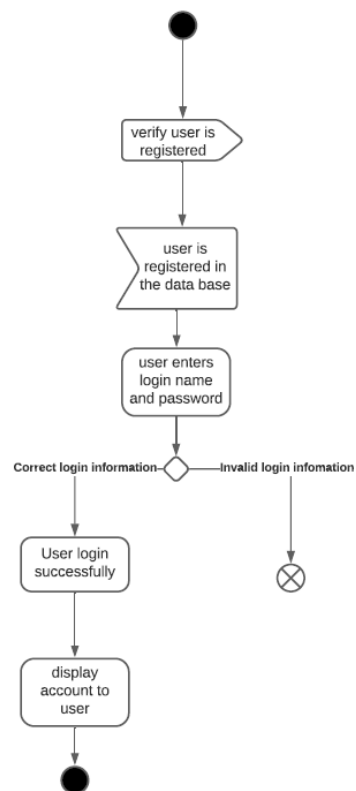 verify user is
registered
user is
registered in
the data base
user enters
login name
and password
Correct login information
Invalid login infomation
User login
successfully
display
account to
user